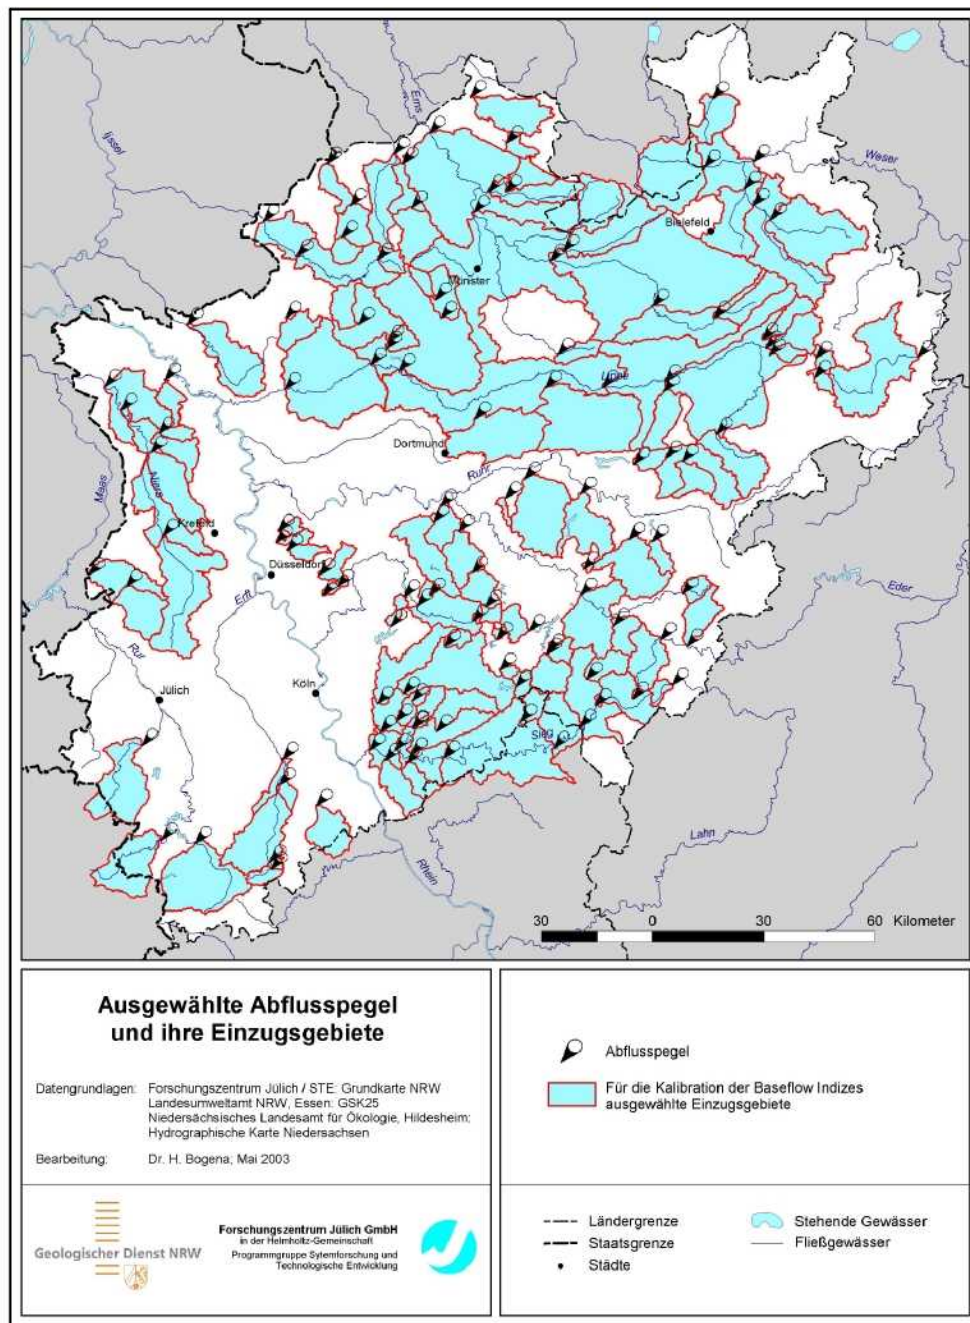 Ems
Ijssel
Weser
Bielefeld
Münster
Lippe
Dortmund
Ruhr
Maas
Niers
Krefeld
Düsseldorf
Erft
Eder
Rur
Jülich
Köln
Sieg
Lahn
Rhein
30 0 30 60 Kilometer
Ausgewählte Abflusspegel
und ihre Einzugsgebiete
Datengrundlagen: Forschungszentrum Jülich / STE: Grundkarte NRW
Landesumweltamt NRW, Essen: GSK25
Niedersächsisches Landesamt für Ökologie, Hildesheim:
Hydrographische Karte Niedersachsen
Bearbeitung: Dr. H. Bogena; Mai 2003
Geologischer Dienst NRW
Forschungszentrum Jülich GmbH
in der Helmholtz-Gemeinschaft
Programmgruppe Sytemforschung und
Technologische Entwicklung
Abflusspegel
Für die Kalibration der Baseflow Indizes
ausgewählte Einzugsgebiete
Ländergrenze
Staatsgrenze
Städte
Stehende Gewässer
Fließgewässer